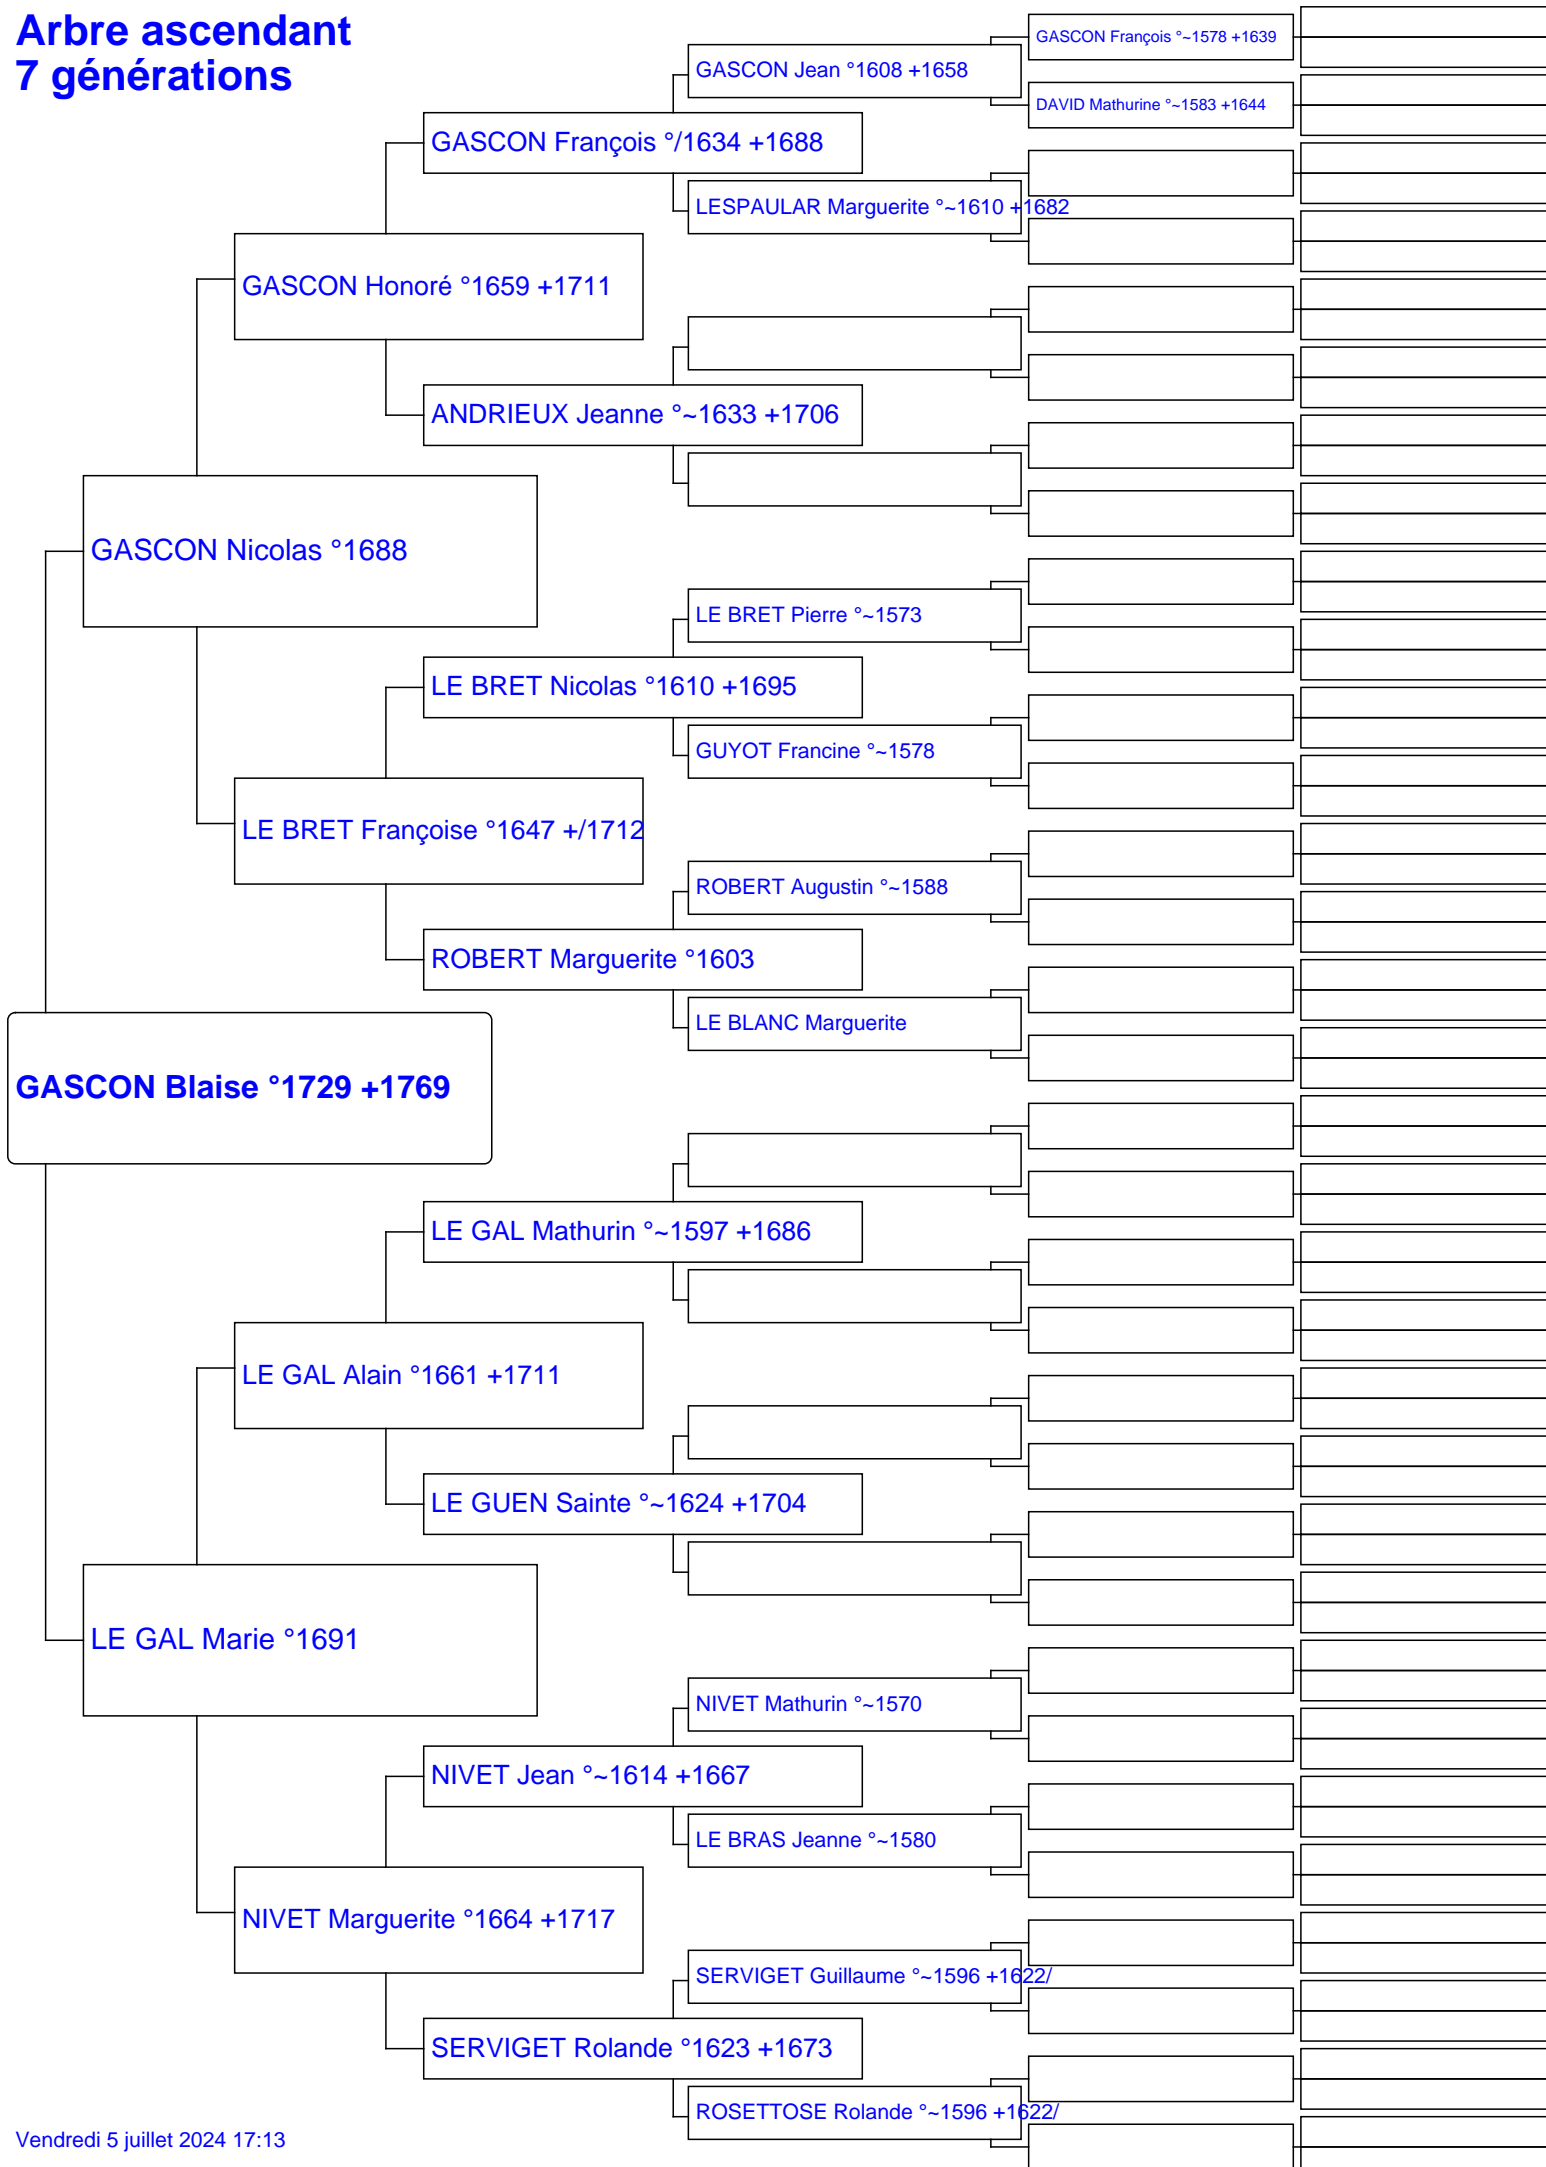 Arbre ascendant
7 générations
GASCON François °~1578 +1639
GASCON Jean °1608 +1658
DAVID Mathurine °~1583 +1644
GASCON François °/1634 +1688
LESPAULAR Marguerite °~1610 +1682
GASCON Honoré °1659 +1711
ANDRIEUX Jeanne °~1633 +1706
GASCON Nicolas °1688
LE BRET Pierre °~1573
LE BRET Nicolas °1610 +1695
GUYOT Francine °~1578
LE BRET Françoise °1647 +/1712
ROBERT Augustin °~1588
ROBERT Marguerite °1603
LE BLANC Marguerite
GASCON Blaise °1729 +1769
LE GAL Mathurin °~1597 +1686
LE GAL Alain °1661 +1711
LE GUEN Sainte °~1624 +1704
LE GAL Marie °1691
NIVET Mathurin °~1570
NIVET Jean °~1614 +1667
LE BRAS Jeanne °~1580
NIVET Marguerite °1664 +1717
SERVIGET Guillaume °~1596 +1622/
SERVIGET Rolande °1623 +1673
ROSETTOSE Rolande °~1596 +1622/
Vendredi 5 juillet 2024 17:13